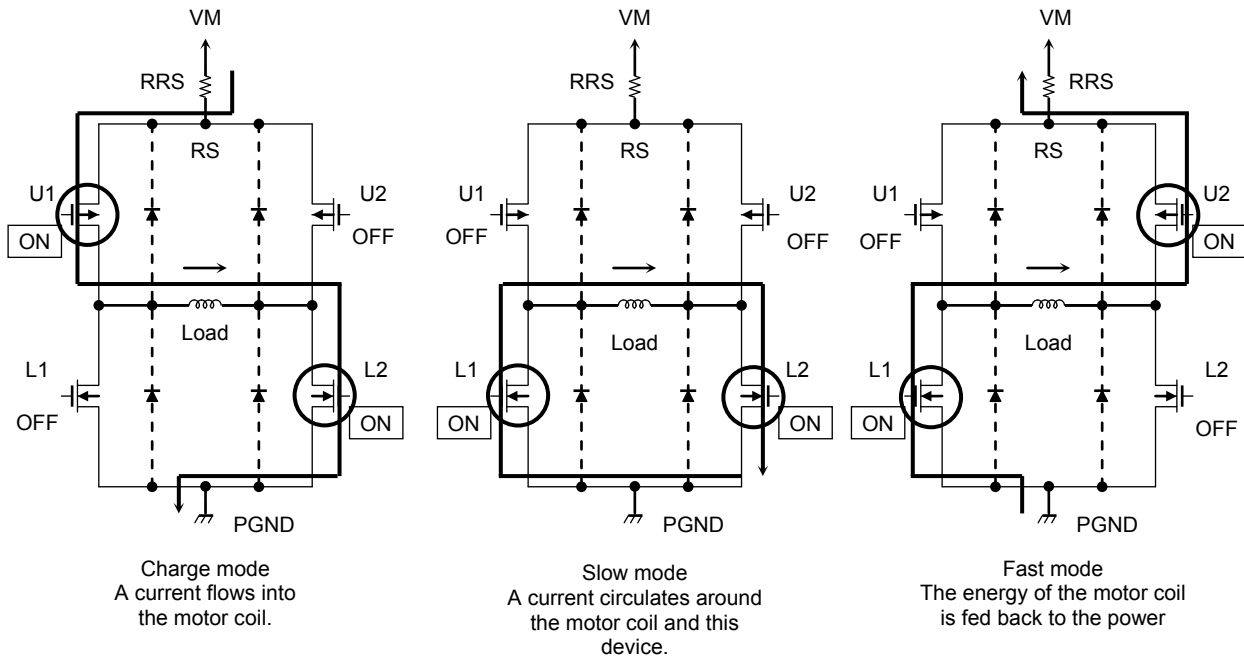 VM
RRS
RS
U1
ON
U2
OFF
Load
L1
OFF
L2
ON
PGND
Charge mode
A current flows into
the motor coil.
VM
RRS
RS
U1
OFF
U2
OFF
Load
L1
ON
L2
ON
PGND
Slow mode
A current circulates around
the motor coil and this
device.
VM
RRS
RS
U1
OFF
U2
ON
Load
L1
ON
L2
OFF
PGND
Fast mode
The energy of the motor coil
is fed back to the power